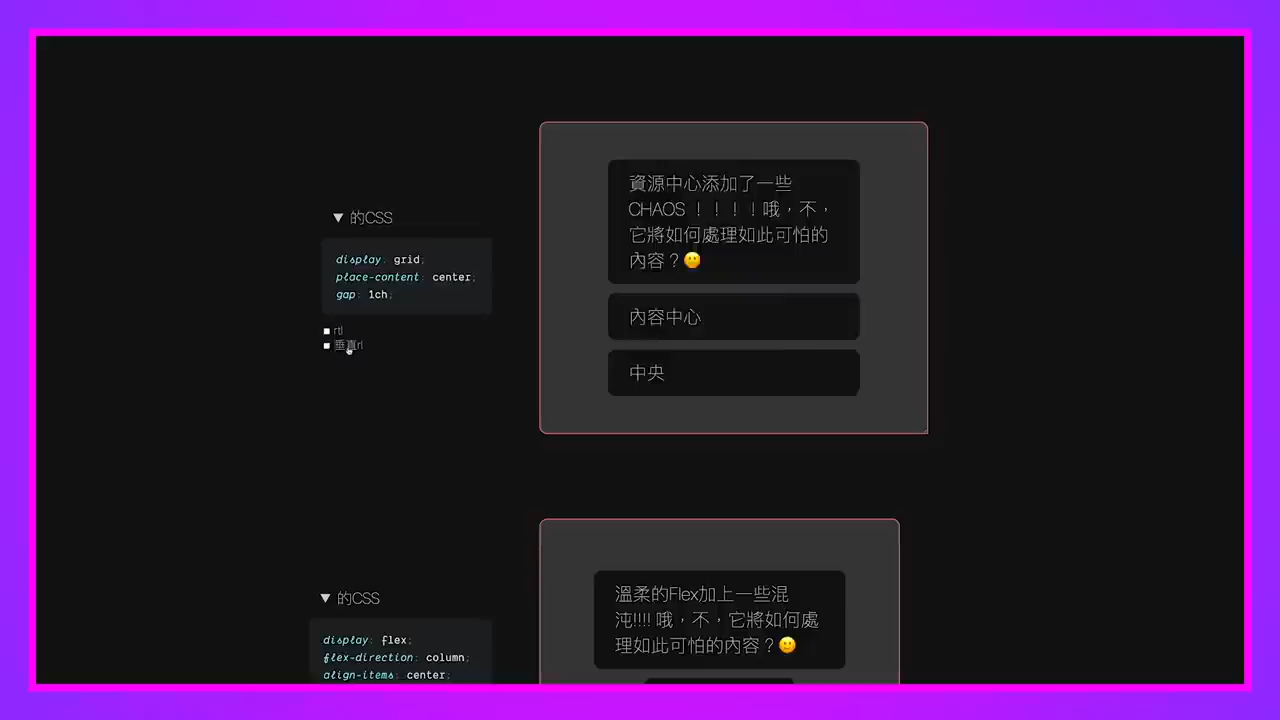 ▼ 的CSS
display: grid;
place-content: center;
gap: 1ch;
rtl
垂直rl
資源中心添加了一些
CHAOS！！！！哦，不，
它將如何處理如此可怕的
內容？🙂
內容中心
中央
▼ 的CSS
display: flex;
flex-direction: column;
align-items: center;
溫柔的Flex加上一些混
沌!!!! 哦，不，它將如何處
理如此可怕的內容？🙂